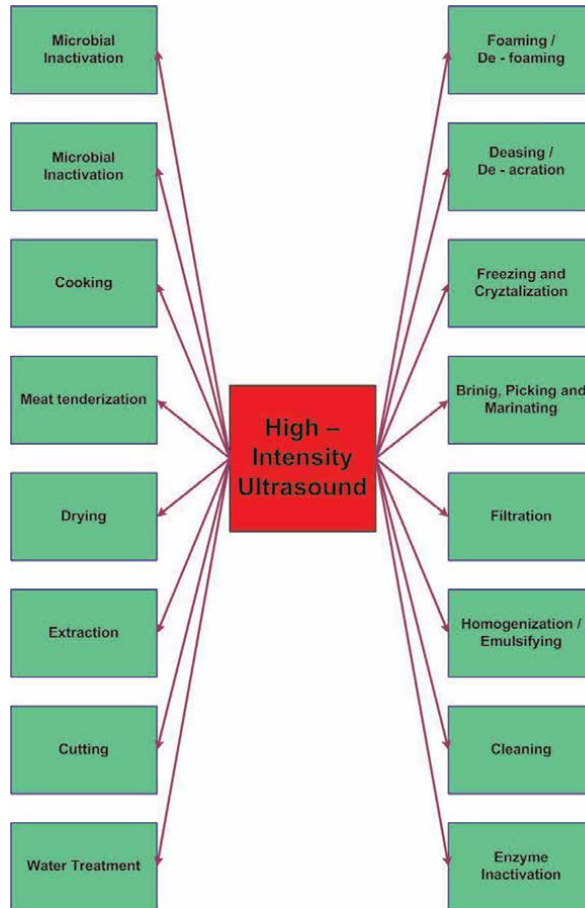 Microbial
Inactivation
Microbial
Inactivation
Cooking
Meat tenderization
Drying
Extraction
Cutting
Water Treatment
High –
Intensity
Ultrasound
Foaming /
De - foaming
Deasing /
De - acration
Freezing and
Cryztalization
Brinig, Picking and
Marinating
Filtration
Homogenization /
Emulsifying
Cleaning
Enzyme
Inactivation